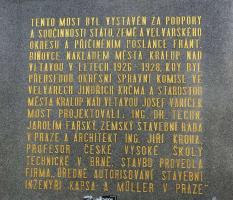 TENTO MOST BYL VYSTAVĚN ZA PODPORY
A SOUČINNOSTI STÁTU, ZEMĚ A VELVARSKÉHO
OKRESU A PŘIČINĚNÍM POSLANCE FRANT.
BIŇOVCE, NÁKLADEM MĚSTA KRALUP NAD
VLTAVOU V LETECH 1926-1928, KDY BYL
PŘEDSEDOU OKRESNÍ SPRÁVNÍ KOMISE VE
VELVARECH JINDŘICH KRČMA A STAROSTOU
MĚSTA KRALUP NAD VLTAVOU JOSEF VANÍČEK
MOST PROJEKTOVALI, ING. DR. TECHN.
JAROLÍM FARSKÝ, ZEMSKÝ STAVEBNÍ RADA
V PRAZE A ARCHITEKT ING. JIŘÍ KROHA,
PROFESOR ČESKÉ VYSOKÉ ŠKOLY
TECHNICKÉ V BRNĚ. STAVBU PROVEDLA
FIRMA, ÚŘEDNĚ AUTORISOVANÍ STAVEBNÍ
INŽENÝŘI KAPSA A MÜLLER V PRAZE